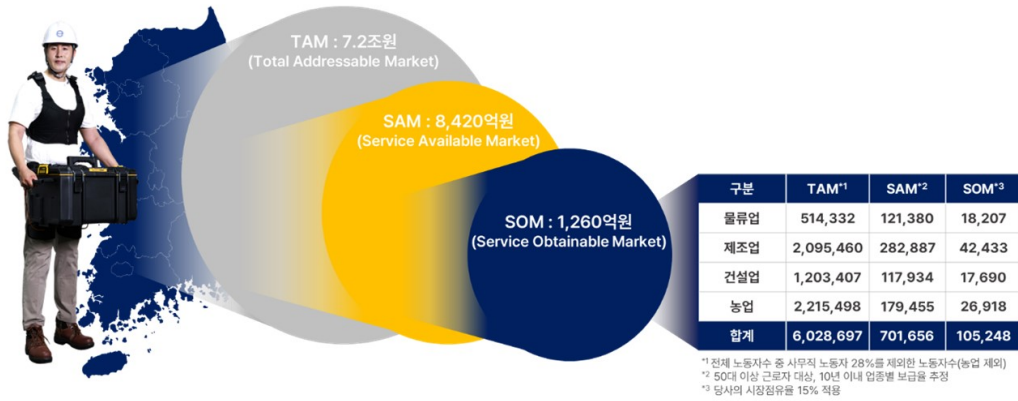 TAM : 7.2조원
(Total Addressable Market)
SAM : 8,420억원
(Service Available Market)
SOM : 1,260억원
(Service Obtainable Market)
구분 TAM*1 SAM*2 SOM*3
물류업 514,332 121,380 18,207
제조업 2,095,460 282,887 42,433
건설업 1,203,407 117,934 17,690
농업 2,215,498 179,455 26,918
합계 6,028,697 701,656 105,248
*1 전체 노동자수 중 사무직 노동자 28%를 제외한 노동자수(농업 제외)
*2 50대 이상 근로자 대상, 10년 이내 업종별 보급율 추정
*3 당사의 시장점유율 15% 적용